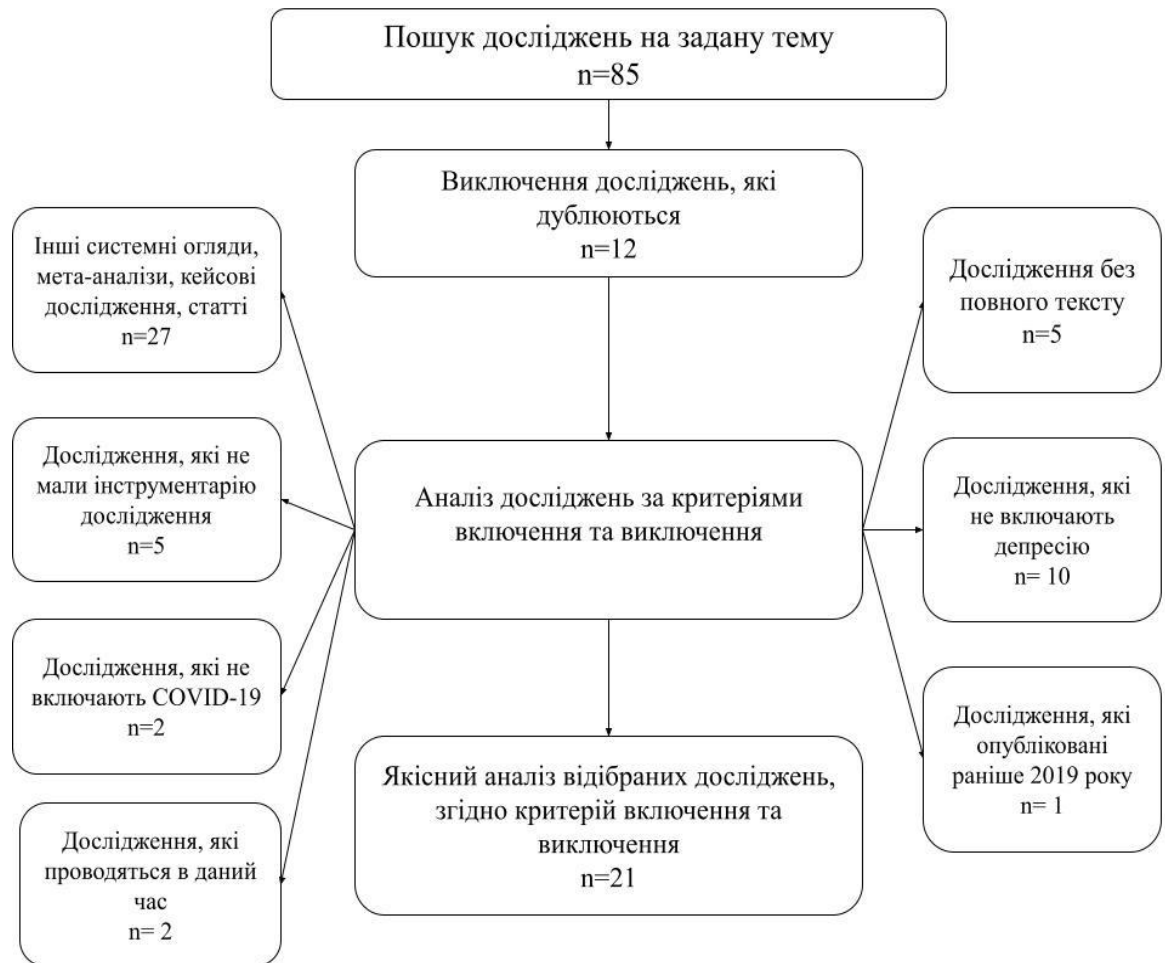 Пошук досліджень на задану тему
n=85
Виключення досліджень, які
дублюються
n=12
Інші системні огляди,
мета-аналізи, кейсові
дослідження, статті
n=27
Дослідження без
повного тексту
n=5
Дослідження, які не
мали інструментарію
дослідження
n=5
Аналіз досліджень за критеріями
включення та виключення
Дослідження, які
не включають
депресію
n= 10
Дослідження, які не
включають COVID-19
n=2
Дослідження, які
опубліковані
раніше 2019 року
n= 1
Якісний аналіз відібраних досліджень,
згідно критерій включення та
виключення
n=21
Дослідження, які
проводяться в даний
час
n= 2